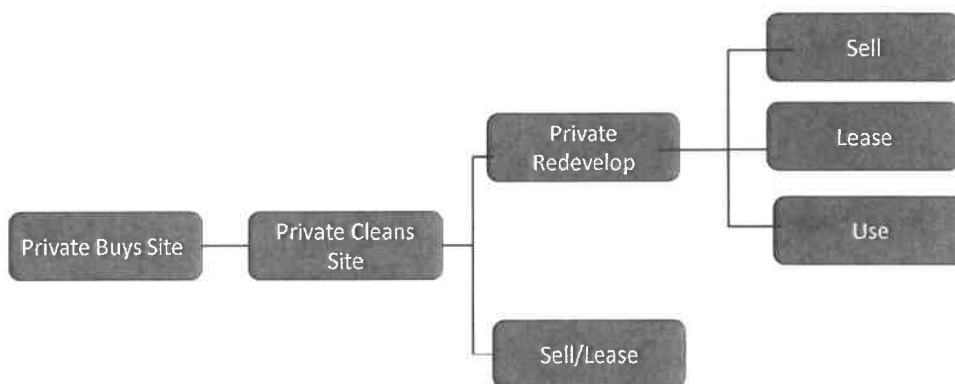 Private Buys Site
Private Cleans
Site
Private
Redevelop
Sell/Lease
Sell
Lease
Use